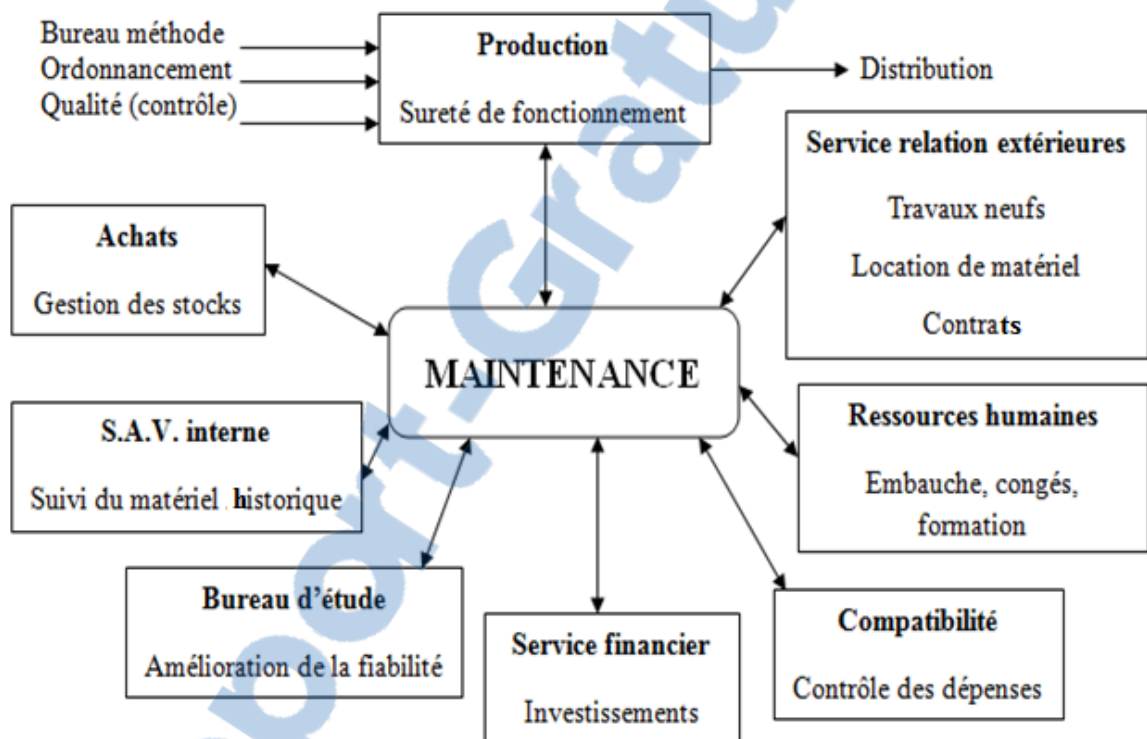 Bureau méthode
Ordonnancement
Qualité (contrôle)
Production
Sureté de fonctionnement
Distribution
Service relation extérieures
Travaux neufs
Location de matériel
Contrats
Achats
Gestion des stocks
MAINTENANCE
S.A.V. interne
Suivi du matériel historique
Ressources humaines
Embauche, congés,
formation
Bureau d’étude
Amélioration de la fiabilité
Service financier
Investissements
Compatibilité
Contrôle des dépenses
port-Gratu